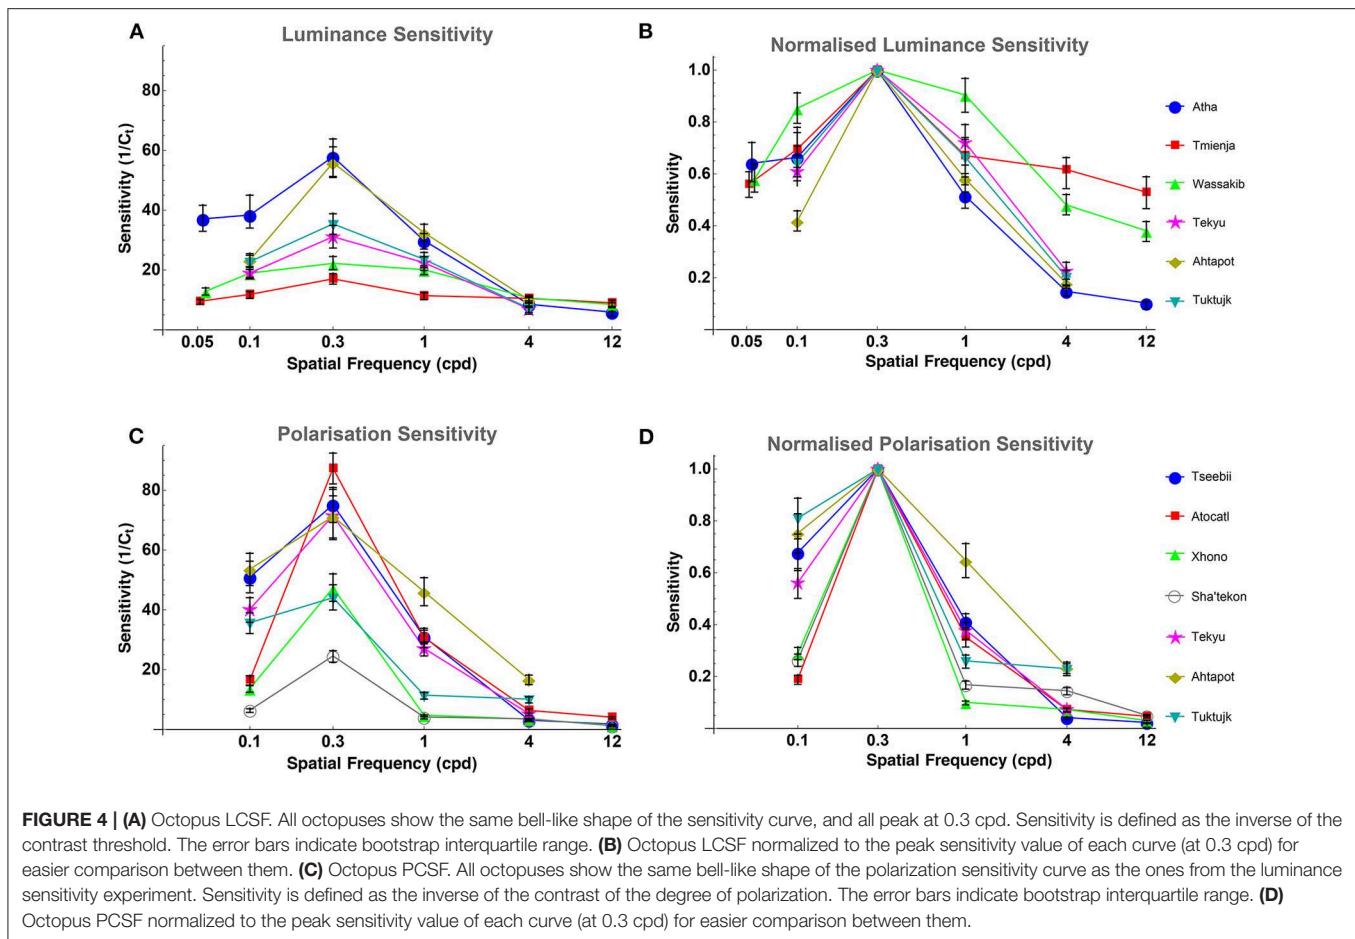 A
Luminance Sensitivity
Sensitivity (1/Ct)
80
60
40
20
0.05 0.1 0.3 1 4 12
Spatial Frequency (cpd)
B
Normalised Luminance Sensitivity
Sensitivity
1.0
0.8
0.6
0.4
0.2
0.05 0.1 0.3 1 4 12
Spatial Frequency (cpd)
Atha
Tmienja
Wassakib
Tekyu
Ahtapot
Tuktujk
C
Polarisation Sensitivity
Sensitivity (1/Ct)
80
60
40
20
0.1 0.3 1 4 12
Spatial Frequency (cpd)
D
Normalised Polarisation Sensitivity
Sensitivity
1.0
0.8
0.6
0.4
0.2
0.1 0.3 1 4 12
Spatial Frequency (cpd)
Tseebii
Atocatl
Xhono
Sha'tekon
Tekyu
Ahtapot
Tuktujk
FIGURE 4 | (A) Octopus LCSF. All octopuses show the same bell-like shape of the sensitivity curve, and all peak at 0.3 cpd. Sensitivity is defined as the inverse of the
contrast threshold. The error bars indicate bootstrap interquartile range. (B) Octopus LCSF normalized to the peak sensitivity value of each curve (at 0.3 cpd) for
easier comparison between them. (C) Octopus PCSF. All octopuses show the same bell-like shape of the polarization sensitivity curve as the ones from the luminance
sensitivity experiment. Sensitivity is defined as the inverse of the contrast of the degree of polarization. The error bars indicate bootstrap interquartile range. (D)
Octopus PCSF normalized to the peak sensitivity value of each curve (at 0.3 cpd) for easier comparison between them.